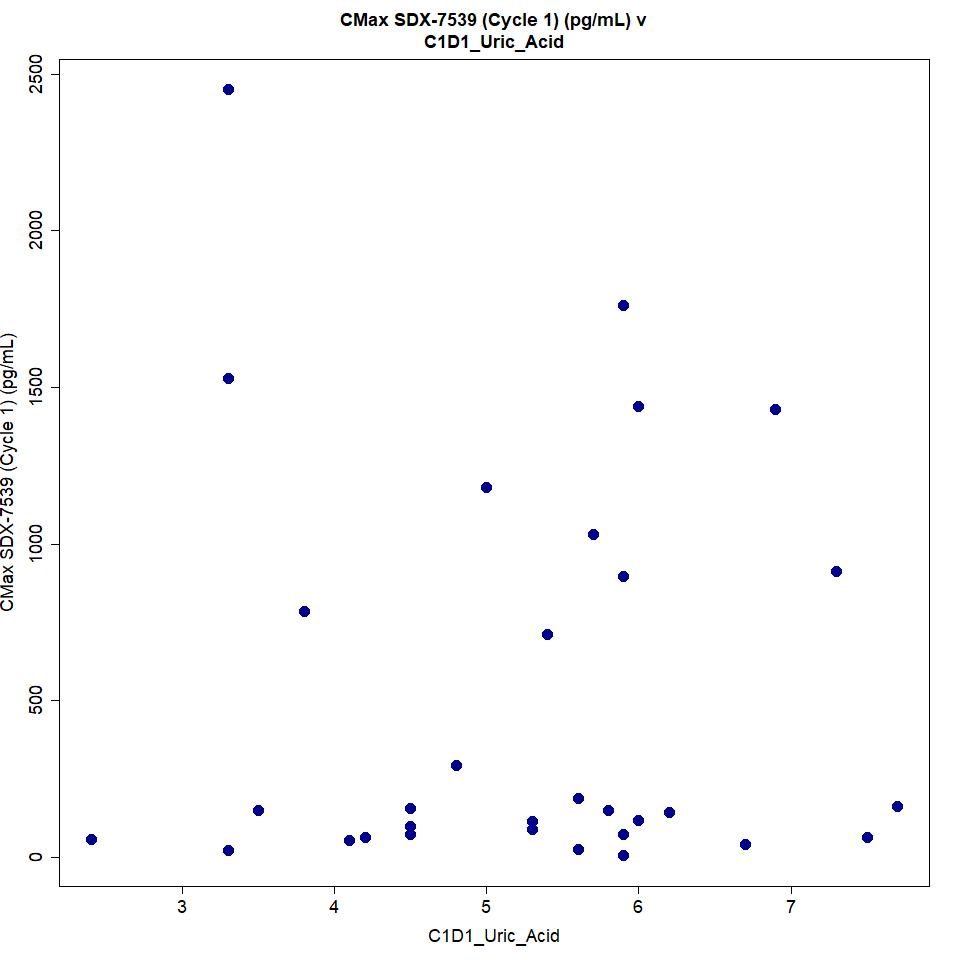 CMax SDX-7539 (Cycle 1) (pg/mL) v
C1D1_Uric_Acid
2500
2000
1500
1000
500
0
CMax SDX-7539 (Cycle 1) (pg/mL)
3 4 5 6 7
C1D1_Uric_Acid